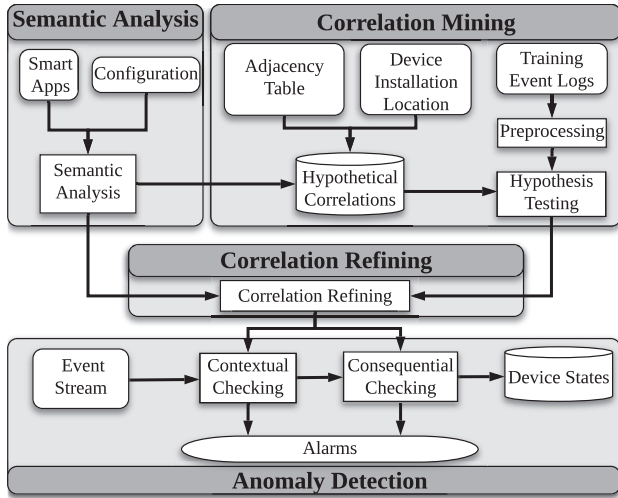 Semantic Analysis
Smart
Apps
Configuration
Semantic
Analysis
Correlation Mining
Adjacency
Table
Device
Installation
Location
Training
Event Logs
Preprocessing
Hypothetical
Correlations
Hypothesis
Testing
Correlation Refining
Correlation Refining
Event
Stream
Contextual
Checking
Consequential
Checking
Device States
Alarms
Anomaly Detection